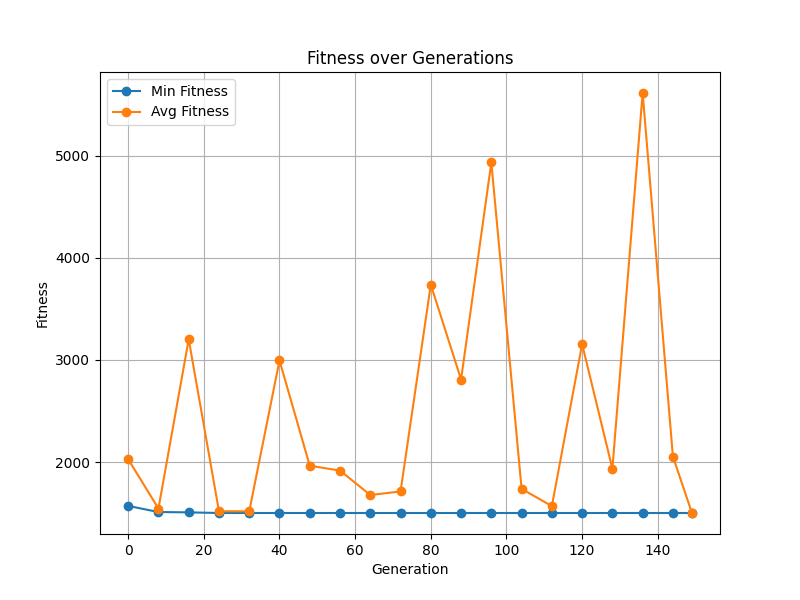 Fitness over Generations
Min Fitness
Avg Fitness
5000
4000
3000
2000
Fitness
0 20 40 60 80 100 120 140
Generation